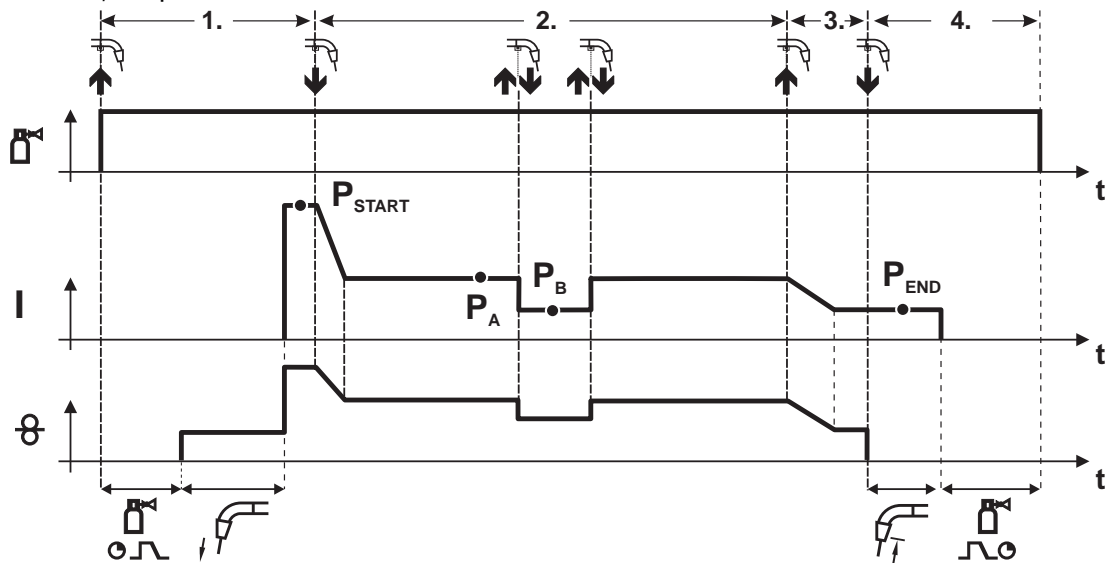 1. 2. 3. 4.
t
P_START
P_A
P_B
P_END
I
t
t